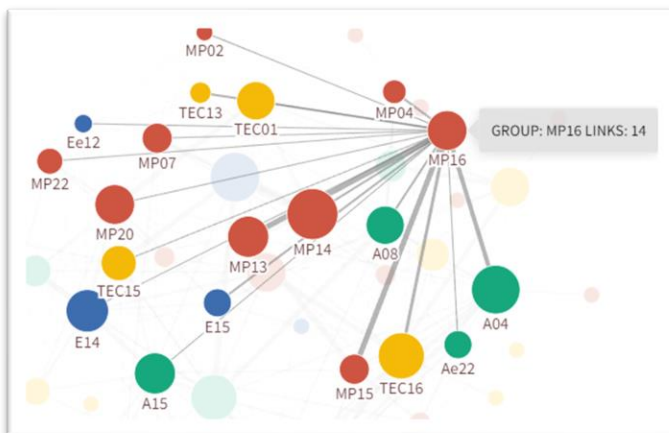 MP02
TEC13
TEC01
MP04
GROUP: MP16 LINKS: 14
Ee12
MP07
MP16
MP22
MP20
MP13
MP14
A08
TEC15
E14
E15
A04
A15
MP15
TEC16
Ae22